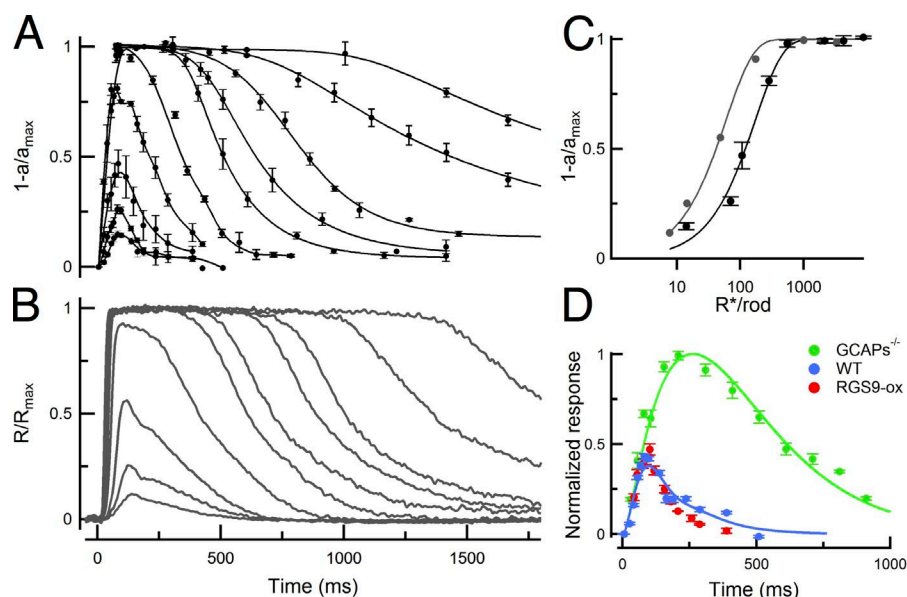 A
1-a/amax
1
0.5
0
B
R/Rmax
1
0.5
0
0
500
1000
1500
Time (ms)
C
1-a/amax
1
0.5
0
10
100
1000
R*/rod
D
Normalized response
1
0.5
0
GCAPs-/-
WT
RGS9-ox
0
500
1000
Time (ms)